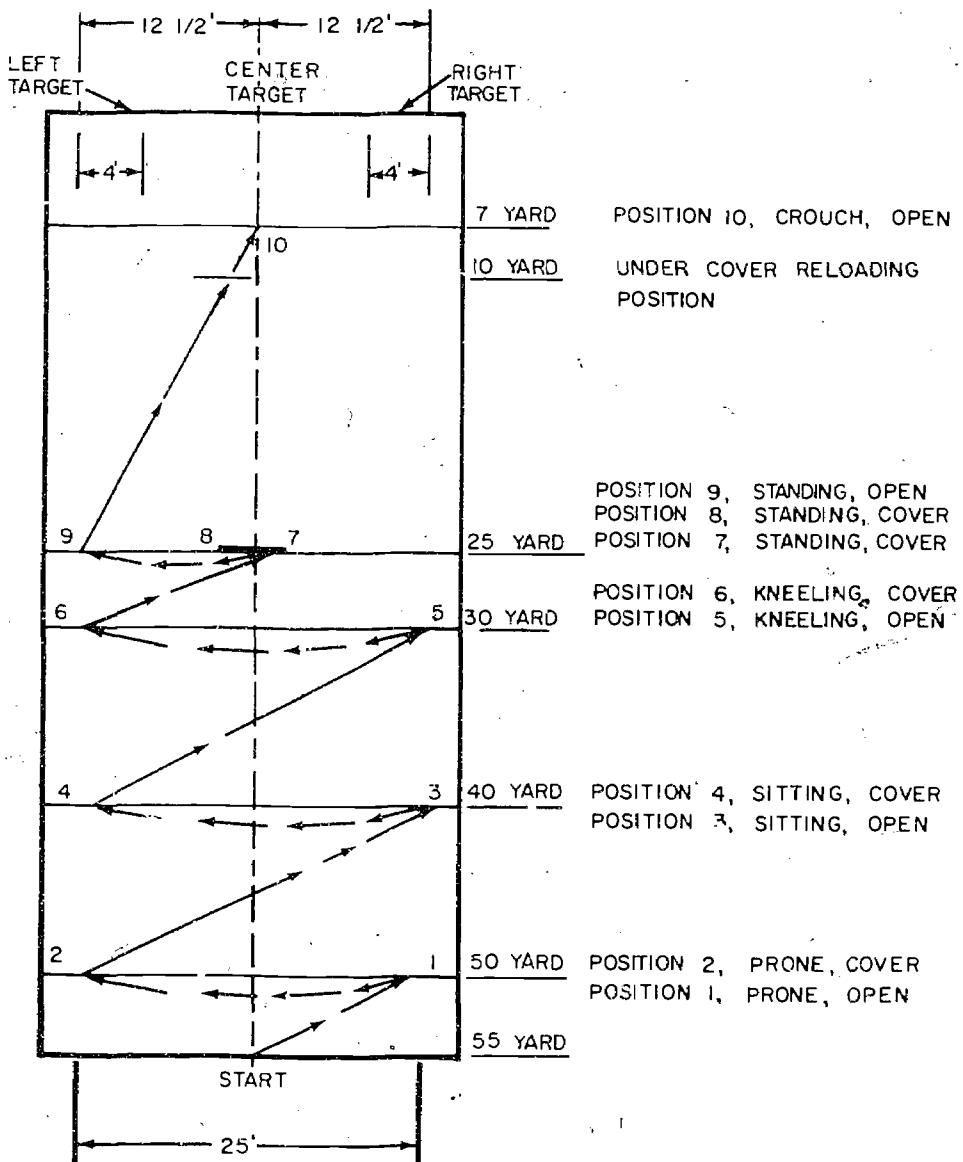 12 1/2' 12 1/2'
LEFT TARGET
CENTER TARGET
RIGHT TARGET
4' 4'
7 YARD POSITION 10, CROUCH, OPEN
10
10 YARD UNDER COVER RELOADING
POSITION
POSITION 9, STANDING, OPEN
POSITION 8, STANDING, COVER
9 8 7 25 YARD POSITION 7, STANDING, COVER
POSITION 6, KNEELING, COVER
6 5 30 YARD POSITION 5, KNEELING, OPEN
4 3 40 YARD POSITION 4, SITTING, COVER
POSITION 3, SITTING, OPEN
2 1 50 YARD POSITION 2, PRONE, COVER
POSITION 1, PRONE, OPEN
55 YARD
START
25'